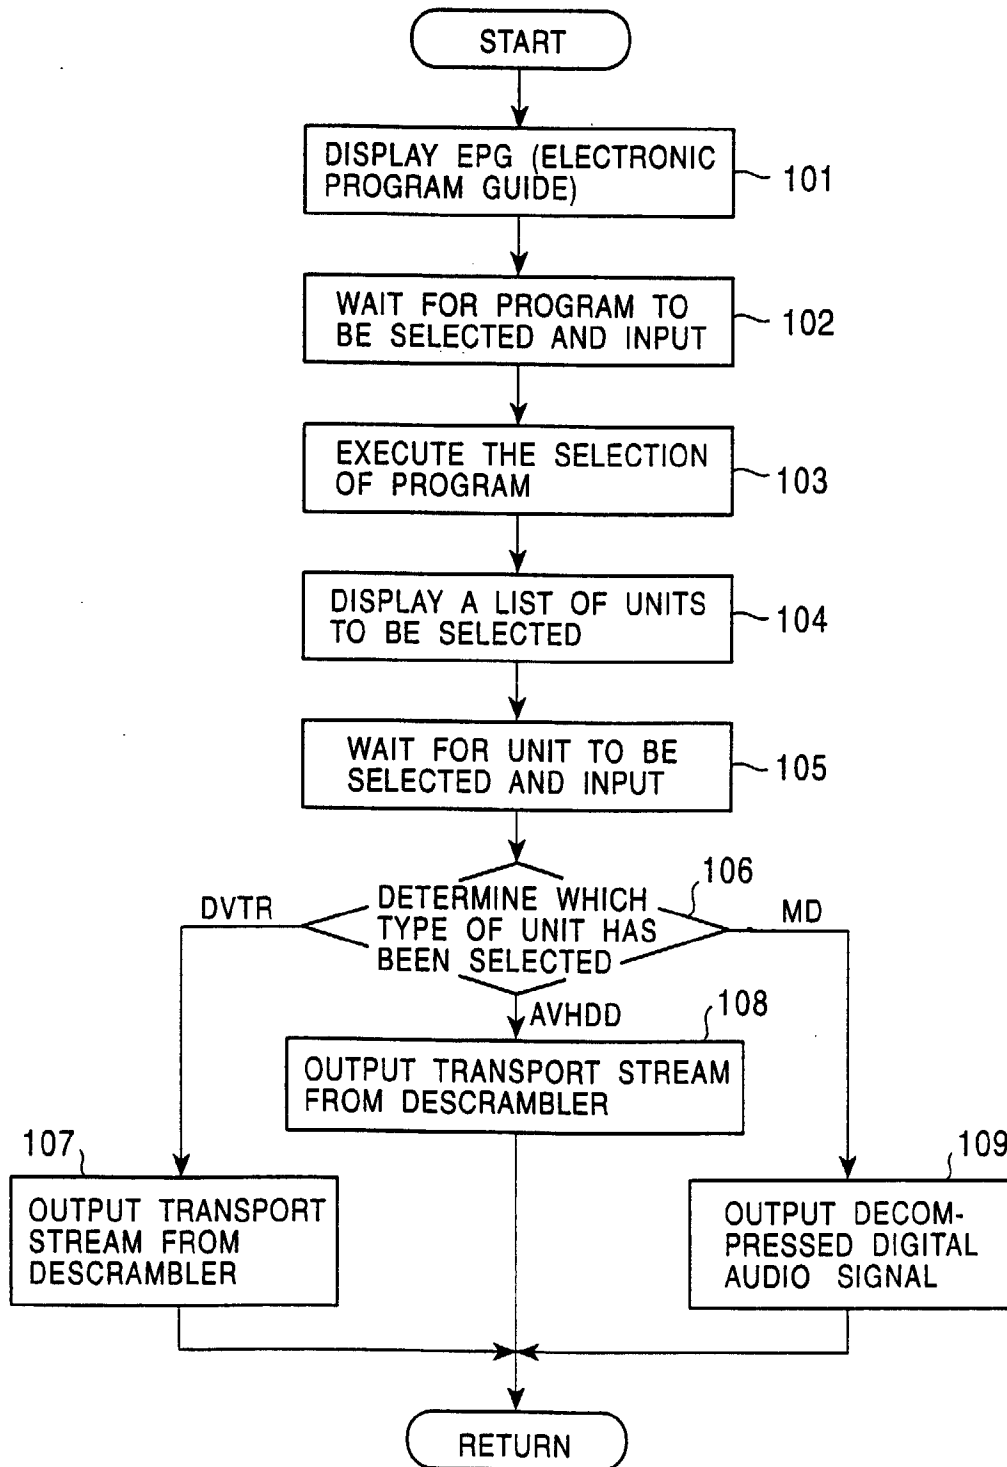 START
DISPLAY EPG (ELECTRONIC
PROGRAM GUIDE)
101
WAIT FOR PROGRAM TO
BE SELECTED AND INPUT
102
EXECUTE THE SELECTION
OF PROGRAM
103
DISPLAY A LIST OF UNITS
TO BE SELECTED
104
WAIT FOR UNIT TO BE
SELECTED AND INPUT
105
106
DETERMINE WHICH
TYPE OF UNIT HAS
BEEN SELECTED
DVTR
MD
AVHDD
108
OUTPUT TRANSPORT STREAM
FROM DESCRAMBLER
107
OUTPUT TRANSPORT
STREAM FROM
DESCRAMBLER
109
OUTPUT DECOM-
PRESSED DIGITAL
AUDIO SIGNAL
RETURN